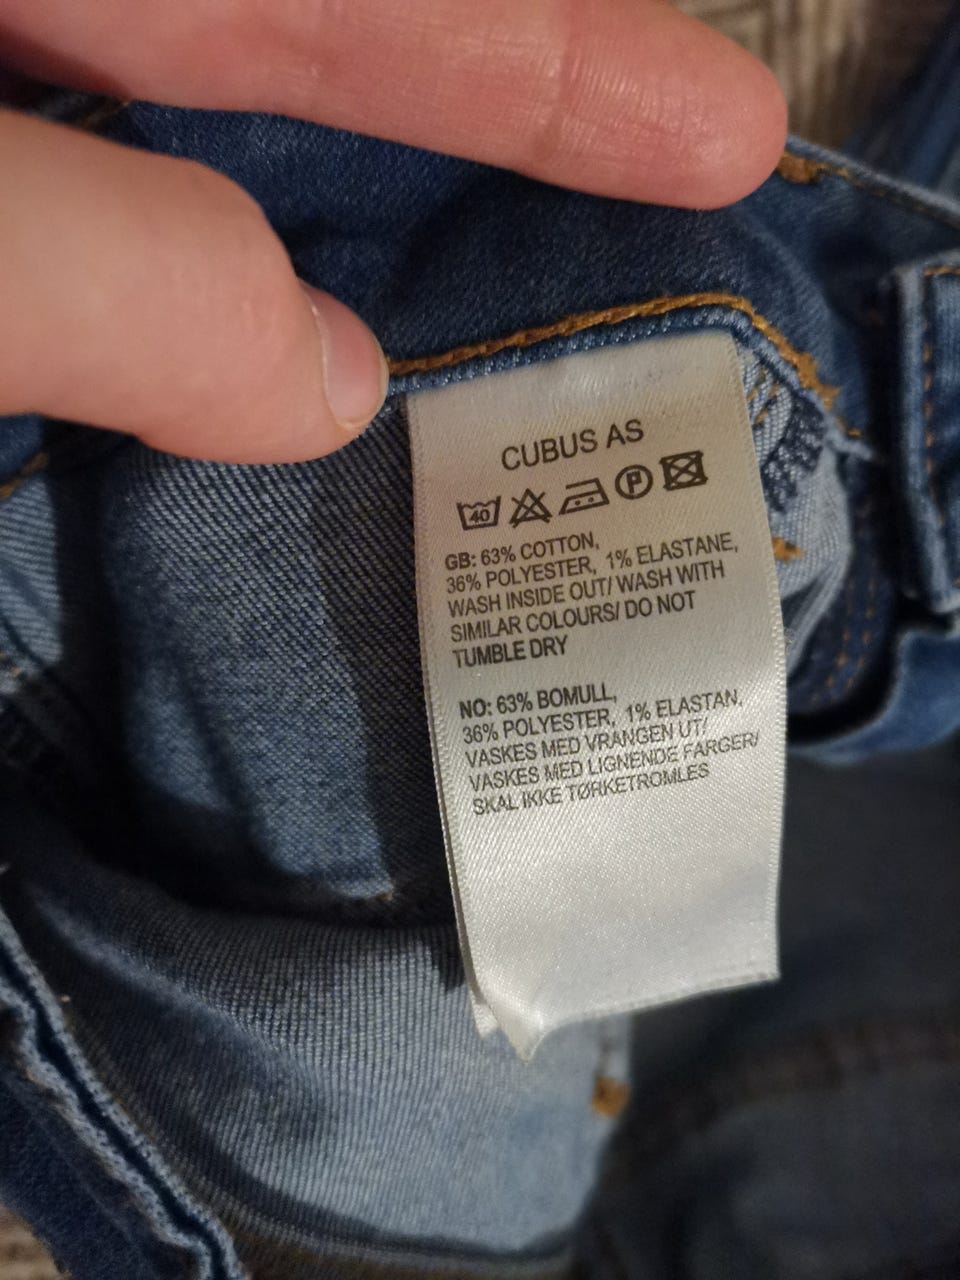 CUBUS AS
40 P
GB: 63% COTTON,
36% POLYESTER, 1% ELASTANE,
WASH INSIDE OUT/ WASH WITH
SIMILAR COLOURS/ DO NOT
TUMBLE DRY
NO: 63% BOMULL,
36% POLYESTER, 1% ELASTAN,
VASKES MED VRANGEN UT/
VASKES MED LIGNENDE FARGER/
SKAL IKKE TØRKETROMLES